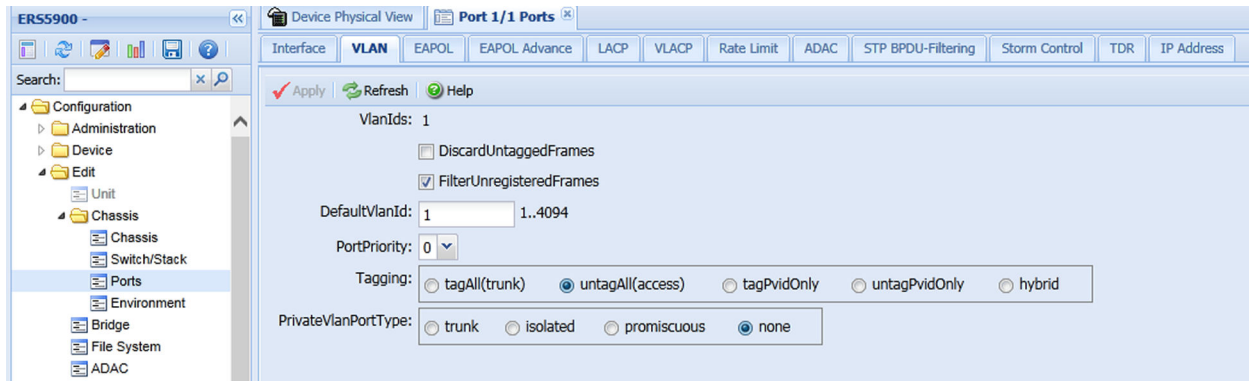 ERS5900 -
Search:
Configuration
Administration
Device
Edit
Unit
Chassis
Chassis
Switch/Stack
Ports
Environment
Bridge
File System
ADAC
Device Physical View Port 1/1 Ports
Interface VLAN EAPOL EAPOL Advance LACP VLACP Rate Limit ADAC STP BPDU-Filtering Storm Control TDR IP Address
Apply Refresh Help
VlanIds: 1
DiscardUntaggedFrames
FilterUnregisteredFrames
DefaultVlanId: 1 1..4094
PortPriority: 0
Tagging: tagAll(trunk) untagAll(access) tagPvidOnly untagPvidOnly hybrid
PrivateVlanPortType: trunk isolated promiscuous none